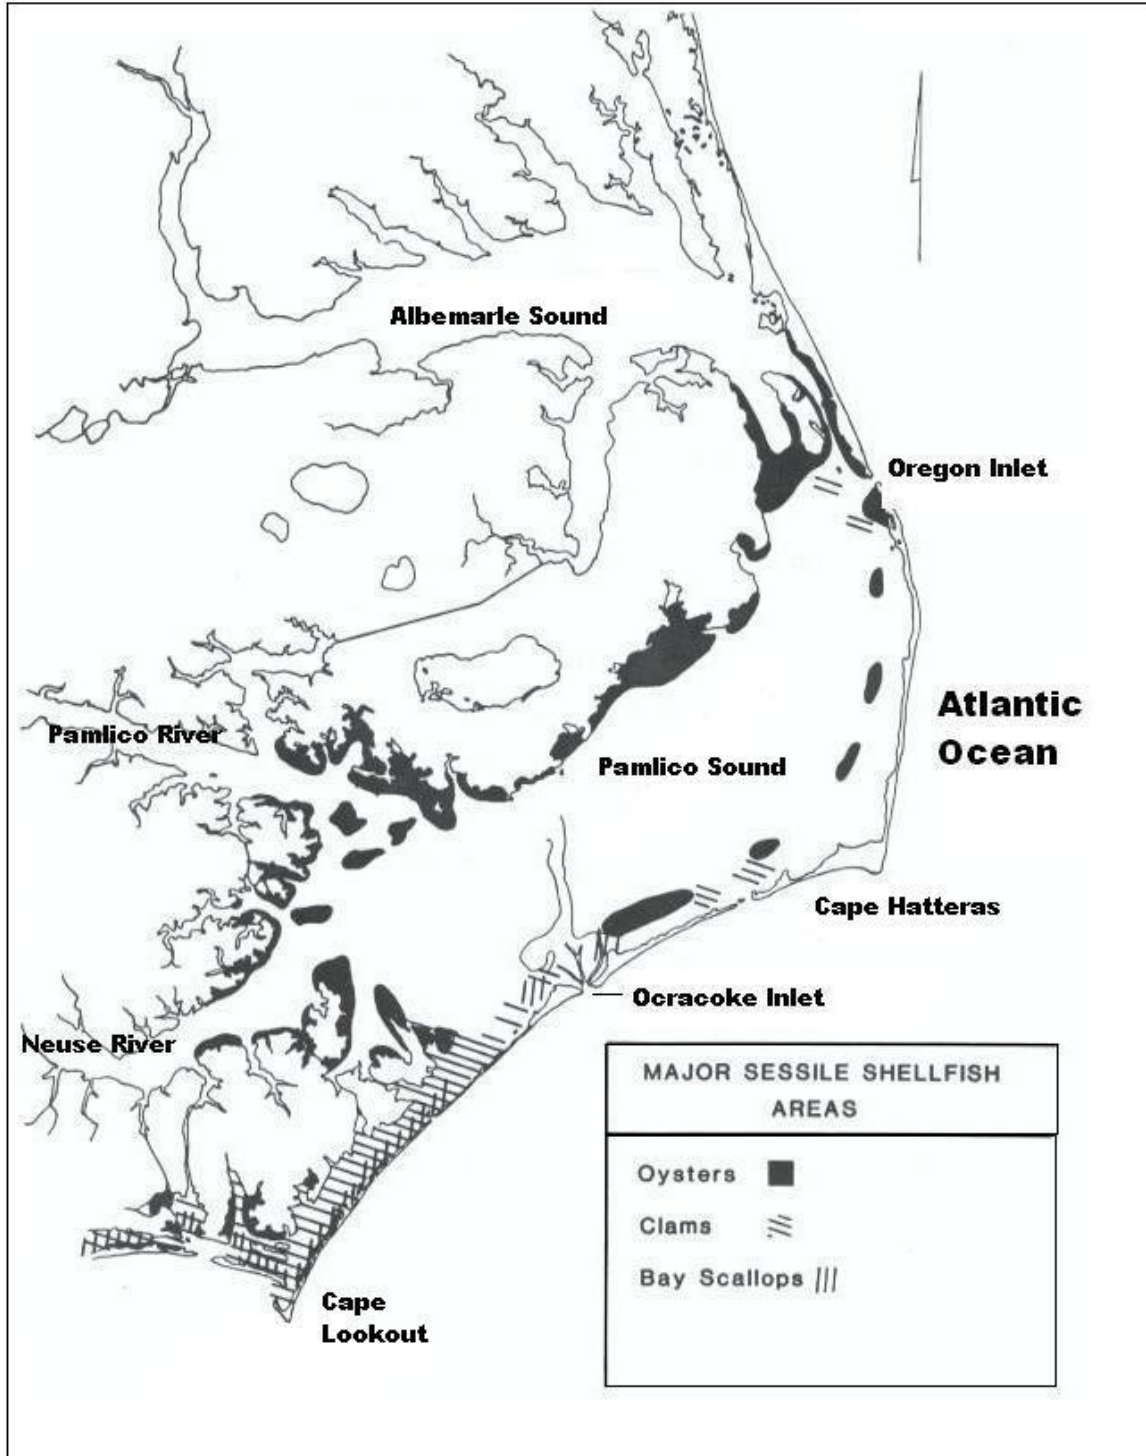 Albemarle Sound
Oregon Inlet
Atlantic
Ocean
Pamlico River
Pamlico Sound
Cape Hatteras
Ocracoke Inlet
Neuse River
MAJOR SESSILE SHELLFISH
AREAS
Oysters
Clams
Bay Scallops
Cape
Lookout